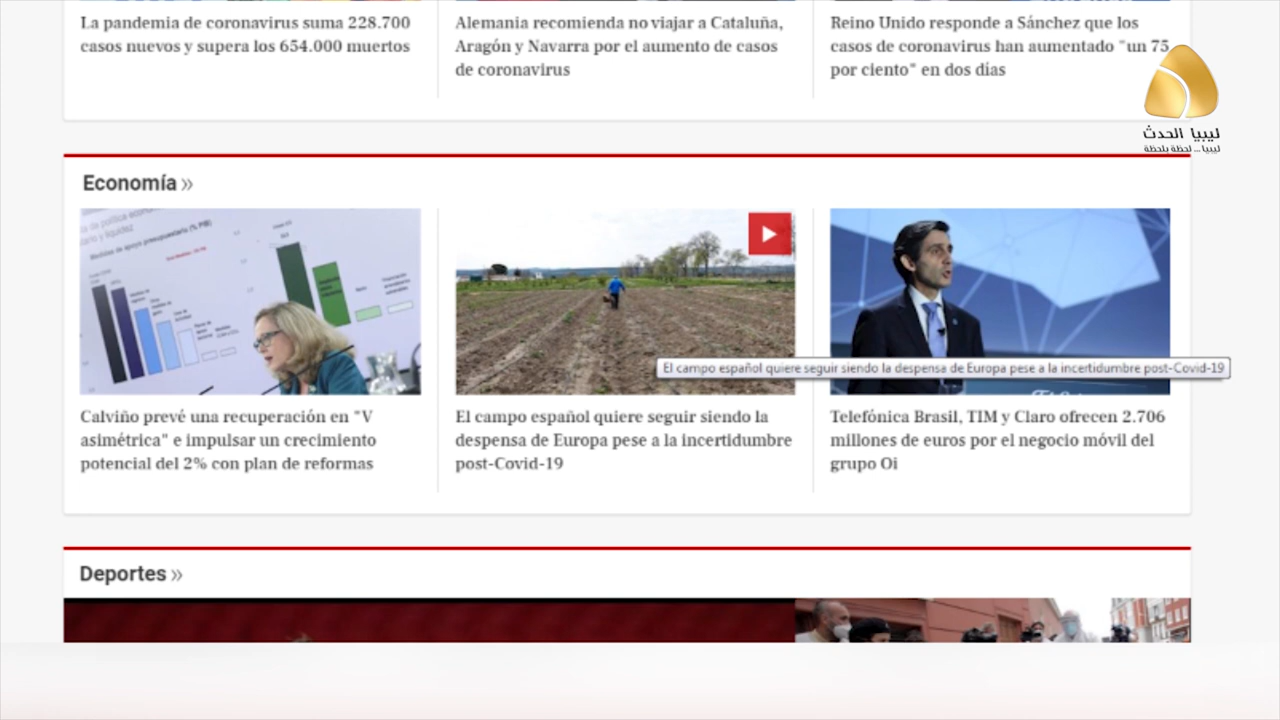 La pandemia de coronavirus suma 228.700
casos nuevos y supera los 654.000 muertos
Alemania recomienda no viajar a Cataluña,
Aragón y Navarra por el aumento de casos
de coronavirus
Reino Unido responde a Sánchez que los
casos de coronavirus han aumentado "un 75
por ciento" en dos días
ليبيا الحدث
ليبيا... لحظة بلحظة
Economía »
Calviño prevé una recuperación en "V
asimétrica" e impulsar un crecimiento
potencial del 2% con plan de reformas
El campo español quiere seguir siendo la despensa de Europa pese a la incertidumbre post-Covid-19
El campo español quiere seguir siendo la
despensa de Europa pese a la incertidumbre
post-Covid-19
Telefónica Brasil, TIM y Claro ofrecen 2.706
millones de euros por el negocio móvil del
grupo Oi
Deportes »